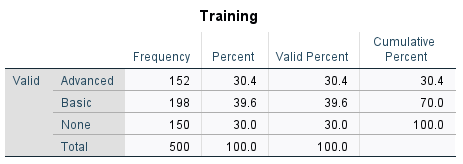 Training
Frequency Percent Valid Percent Cumulative Percent
Valid Advanced 152 30.4 30.4 30.4
Basic 198 39.6 39.6 70.0
None 150 30.0 30.0 100.0
Total 500 100.0 100.0